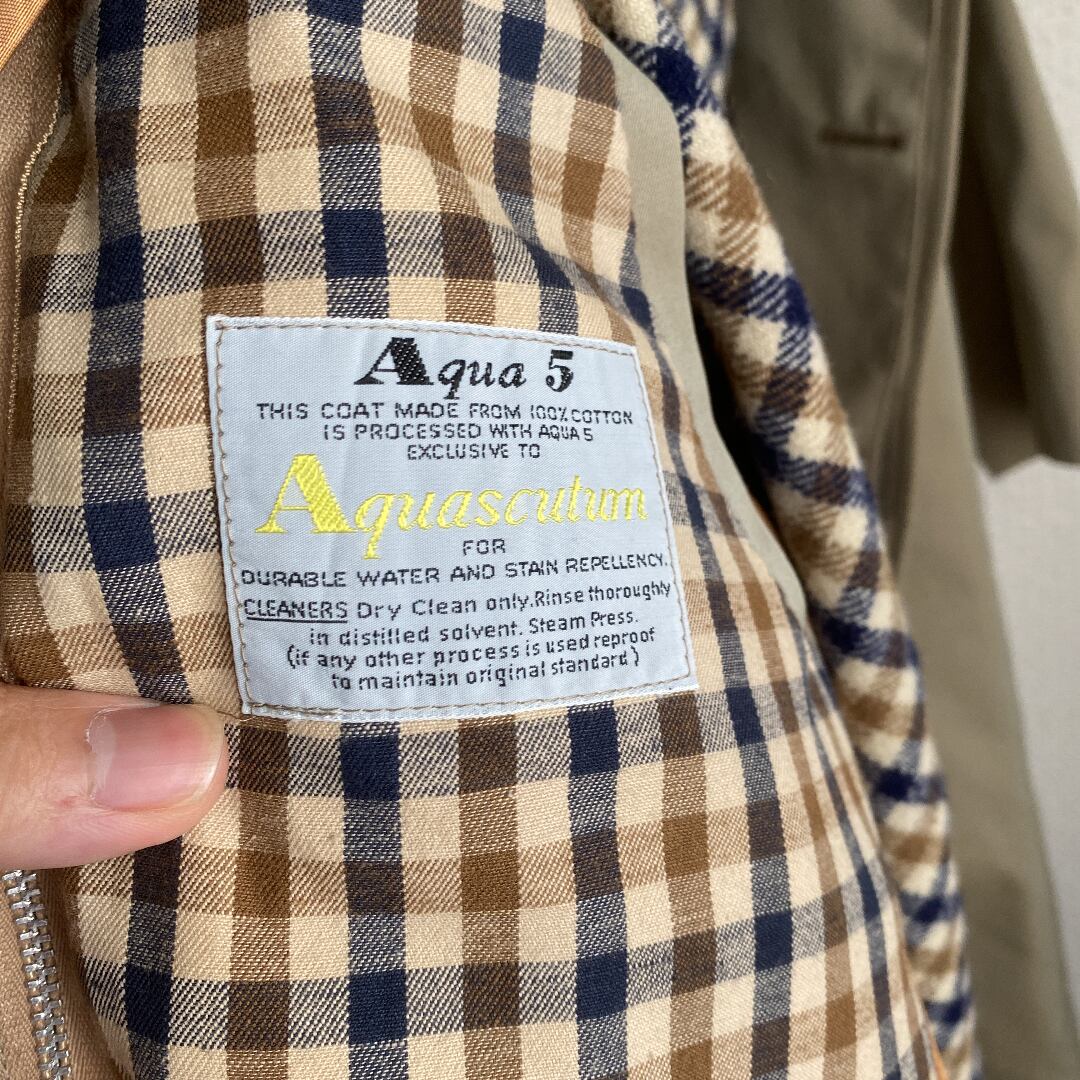 Aqua 5
THIS COAT MADE FROM 100% COTTON
IS PROCESSED WITH AQUA 5
EXCLUSIVE TO
Aquascutum
FOR
DURABLE WATER AND STAIN REPELLENCY.
CLEANERS Dry Clean only. Rinse thoroughly
in distilled solvent. Steam Press.
(if any other process is used reproof
to maintain original standard)